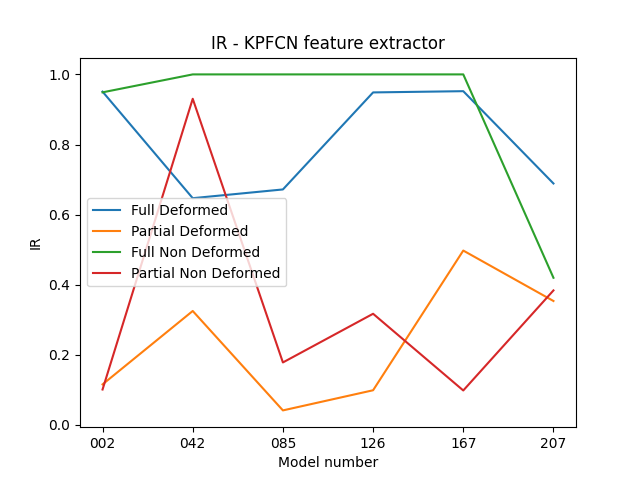 IR - KPFCN feature extractor
IR
1.0
0.8
0.6
0.4
0.2
0.0
Full Deformed
Partial Deformed
Full Non Deformed
Partial Non Deformed
002 042 085 126 167 207
Model number